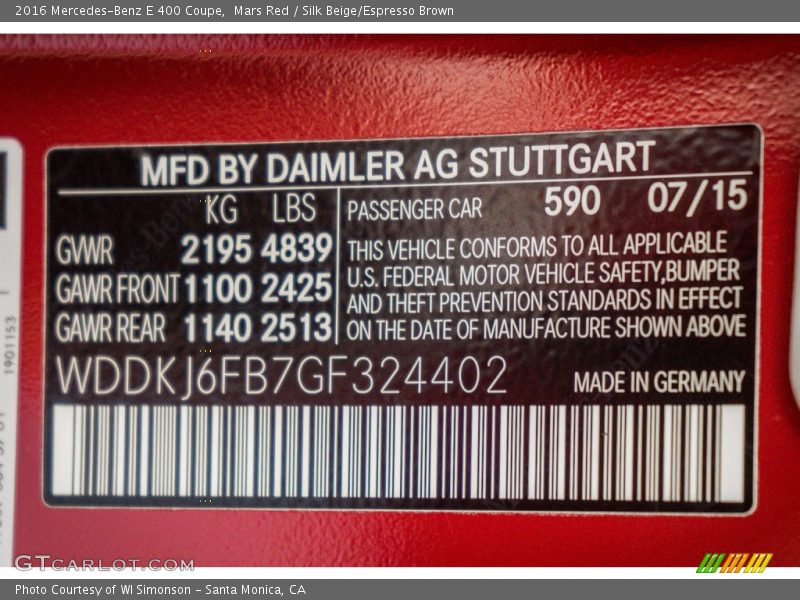 2016 Mercedes-Benz E 400 Coupe,  Mars Red / Silk Beige/Espresso Brown
MFD BY DAIMLER AG STUTTGART
KG LBS
GWR 2195 4839
GAWR FRONT 1100 2425
GAWR REAR 1140 2513
PASSENGER CAR 590 07/15
THIS VEHICLE CONFORMS TO ALL APPLICABLE
U.S. FEDERAL MOTOR VEHICLE SAFETY,BUMPER
AND THEFT PREVENTION STANDARDS IN EFFECT
ON THE DATE OF MANUFACTURE SHOWN ABOVE
WDDKJ6FB7GF324402
MADE IN GERMANY
1901153
GTCARLOT.COM
Photo Courtesy of WI Simonson - Santa Monica, CA